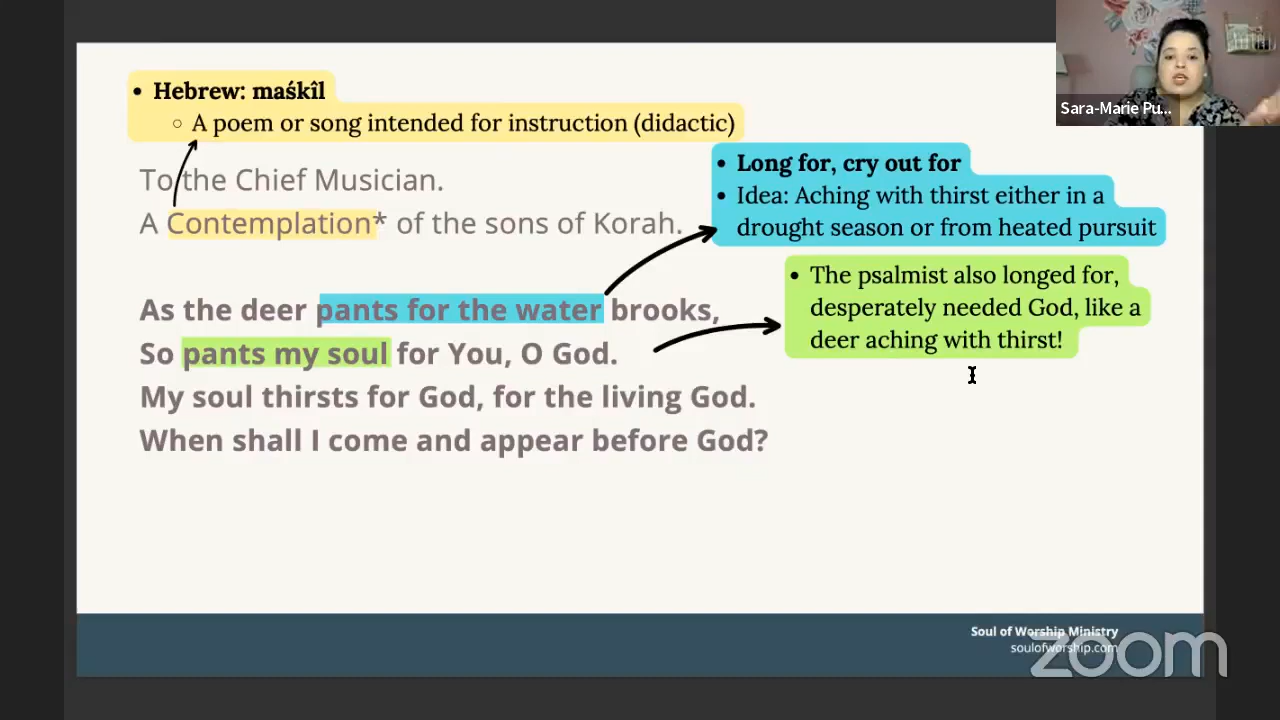 Hebrew: maśkîl
A poem or song intended for instruction (didactic)
To the Chief Musician.
A Contemplation* of the sons of Korah.
Long for, cry out for
Idea: Aching with thirst either in a
drought season or from heated pursuit
The psalmist also longed for,
desperately needed God, like a
deer aching with thirst!
As the deer pants for the water brooks,
So pants my soul for You, O God.
My soul thirsts for God, for the living God.
When shall I come and appear before God?
Sara-Marie Pu...
Soul of Worship Ministry
soulofworship.com
zoom